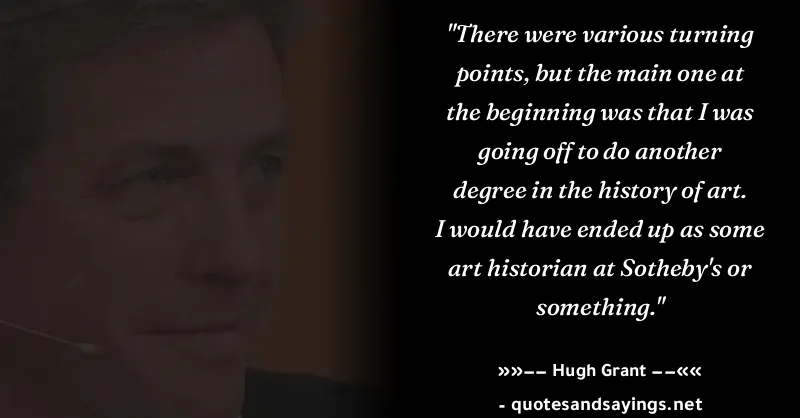 "There were various turning
points, but the main one at
the beginning was that I was
going off to do another
degree in the history of art.
I would have ended up as some
art historian at Sotheby's or
something."
»»–– Hugh Grant ––««
- quotesandsayings.net